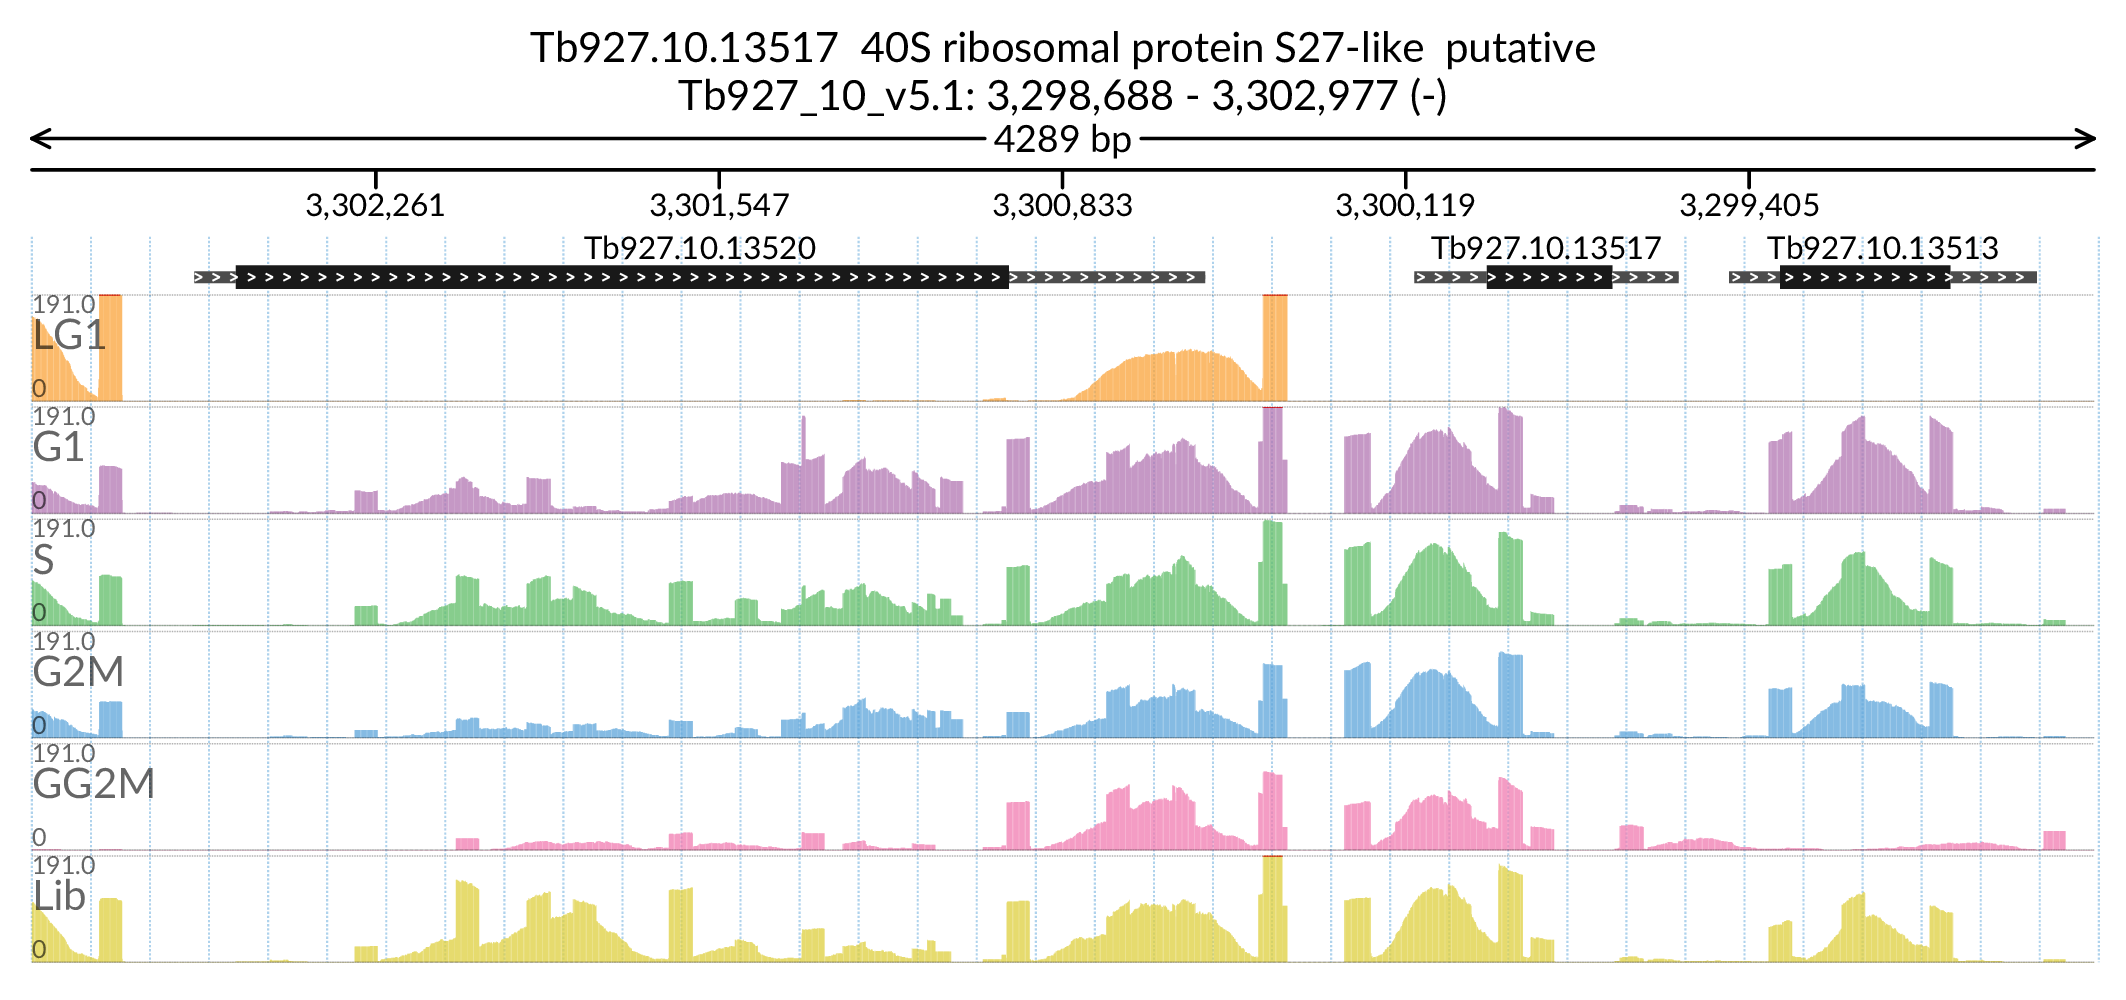 Tb927.10.13517  40S ribosomal protein S27-like  putative
Tb927_10_v5.1: 3,298,688 - 3,302,977 (-)
4289 bp
3,302,261 3,301,547 3,300,833 3,300,119 3,299,405
Tb927.10.13520 Tb927.10.13517 Tb927.10.13513
191.0
LG1
0
191.0
G1
0
191.0
S
0
191.0
G2M
0
191.0
GG2M
0
191.0
Lib
0